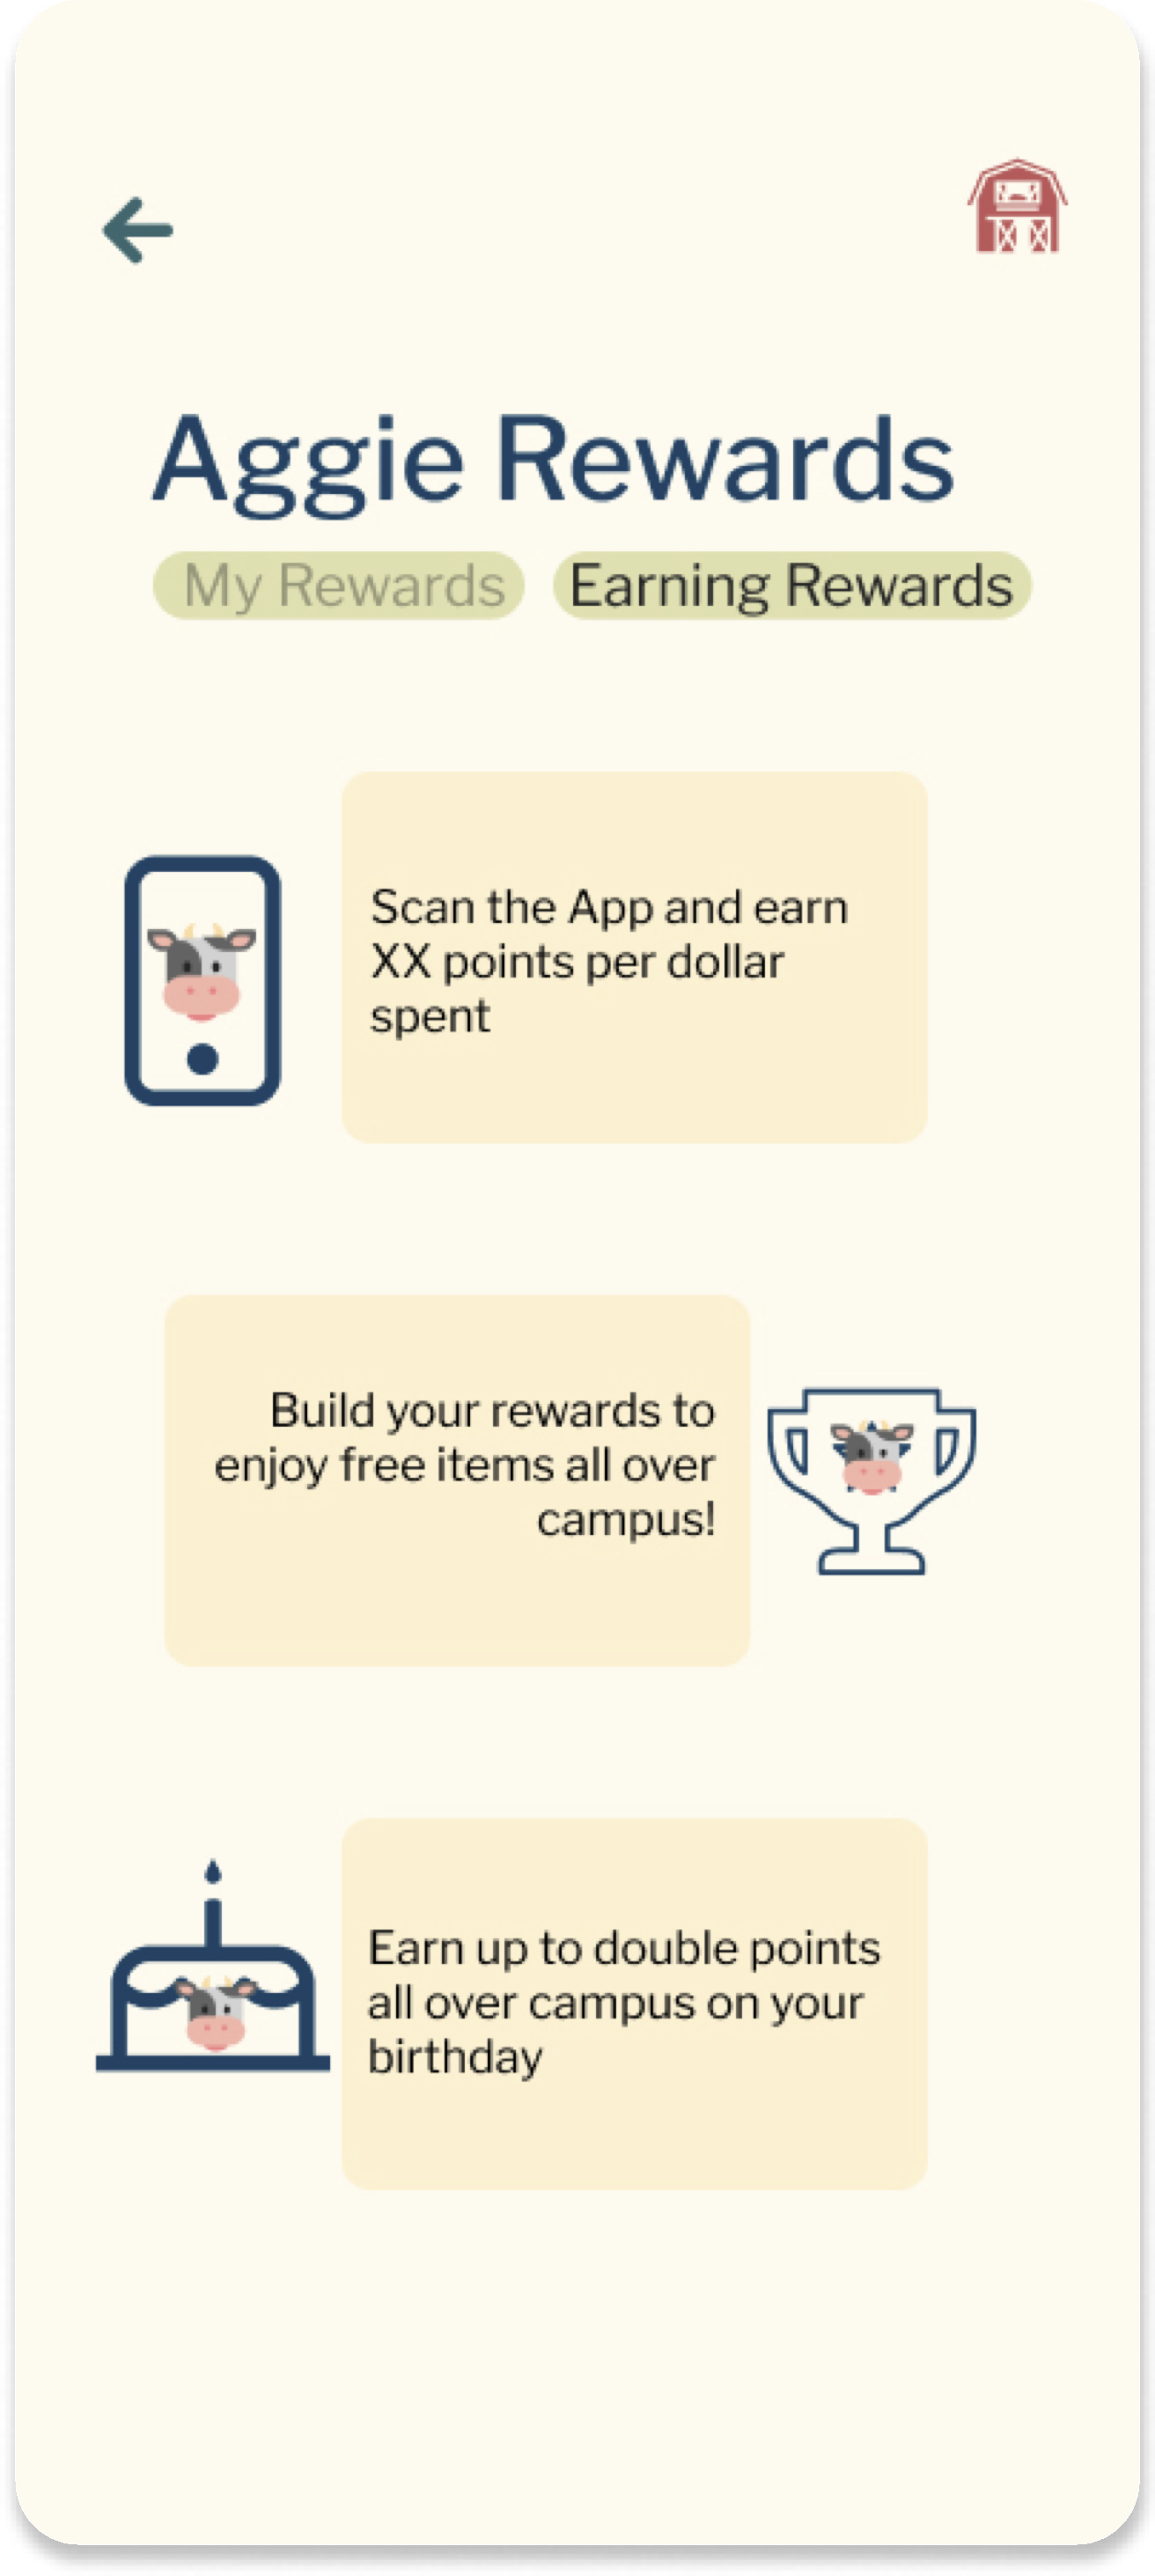 Aggie Rewards
My Rewards Earning Rewards
Scan the App and earn
XX points per dollar
spent
Build your rewards to
enjoy free items all over
campus!
Earn up to double points
all over campus on your
birthday